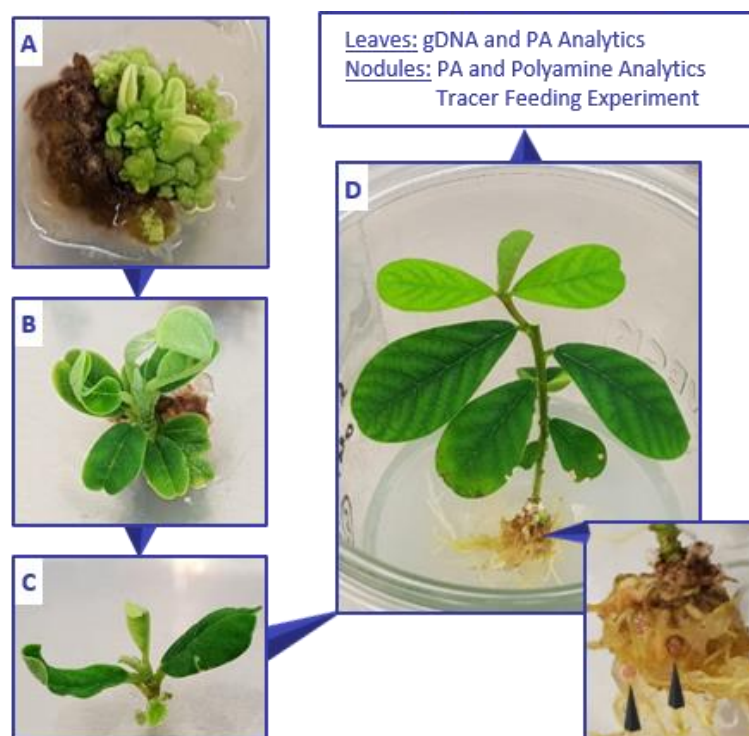 A
Leaves: gDNA and PA Analytics
Nodules: PA and Polyamine Analytics
Tracer Feeding Experiment
D
B
C